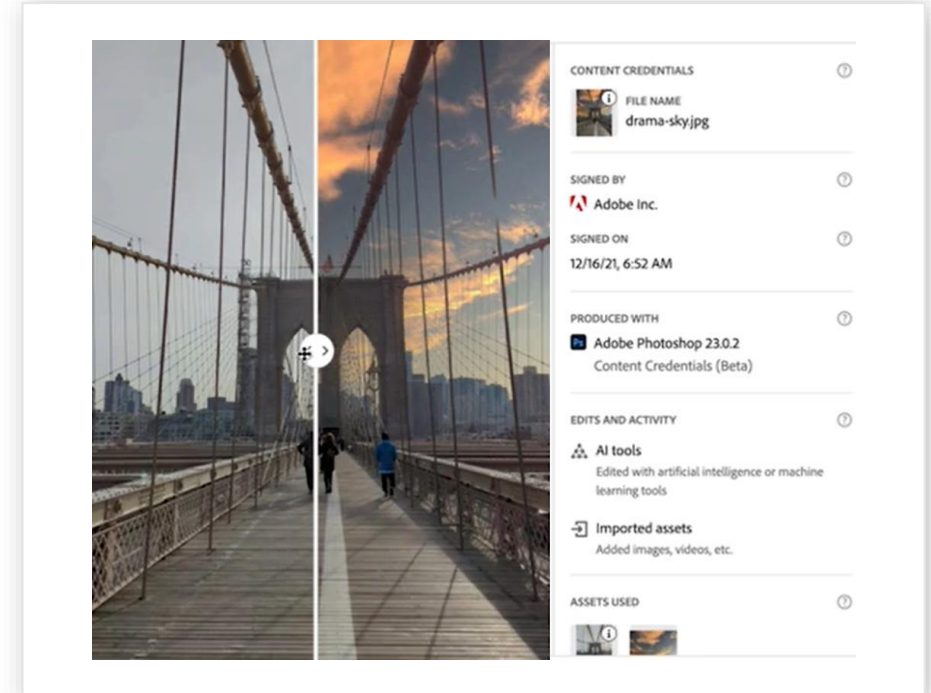 CONTENT CREDENTIALS
FILE NAME
drama-sky.jpg
SIGNED BY
Adobe Inc.
SIGNED ON
12/16/21, 6:52 AM
PRODUCED WITH
Ps
Adobe Photoshop 23.0.2
Content Credentials (Beta)
EDITS AND ACTIVITY
AI tools
Edited with artificial intelligence or machine
learning tools
Imported assets
Added images, videos, etc.
ASSETS USED